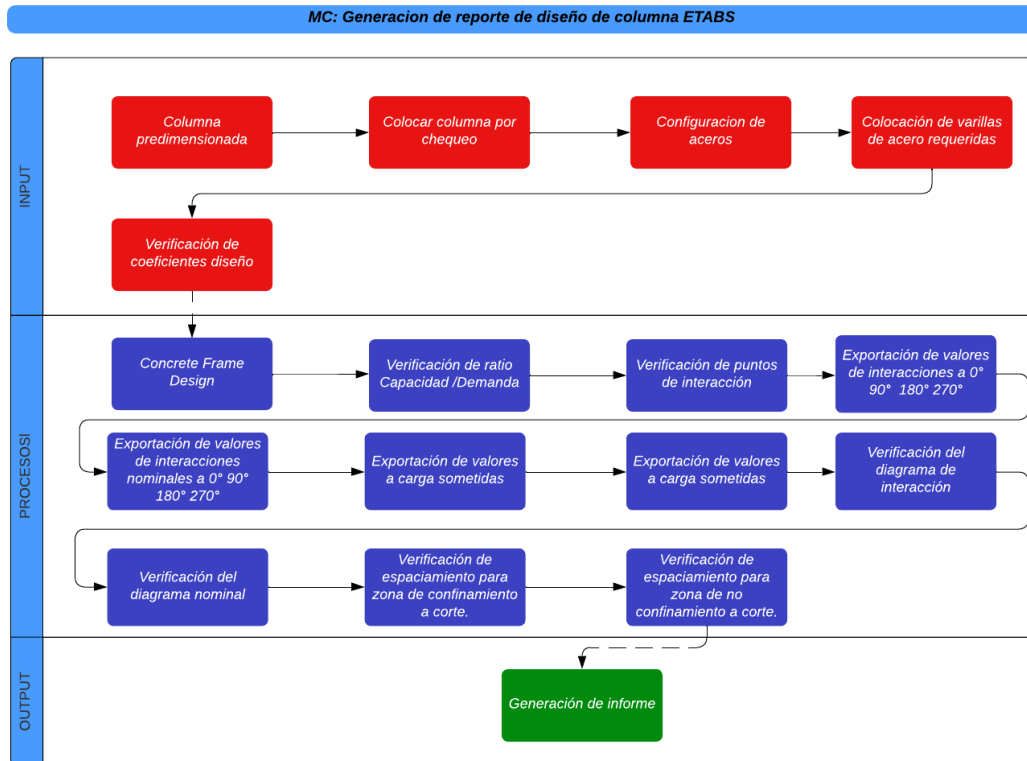 MC: Generacion de reporte de diseño de columna ETABS
INPUT
Columna
predimensionada
Colocar columna por
chequeo
Configuracion de
aceros
Colocación de varillas
de acero requeridas
Verificación de
coeficientes diseño
PROCESOSI
Concrete Frame
Design
Verificación de ratio
Capacidad /Demanda
Verificación de puntos
de interacción
Exportación de valores
de interacciones a 0°
90° 180° 270°
Exportación de valores
de interacciones
nominales a 0° 90°
180° 270°
Exportación de valores
a carga sometidas
Exportación de valores
a carga sometidas
Verificación del
diagrama de
interacción
Verificación del
diagrama nominal
Verificación de
espaciamiento para
zona de confinamiento
a corte.
Verificación de
espaciamiento para
zona de no
confinamiento a corte.
OUTPUT
Generación de informe